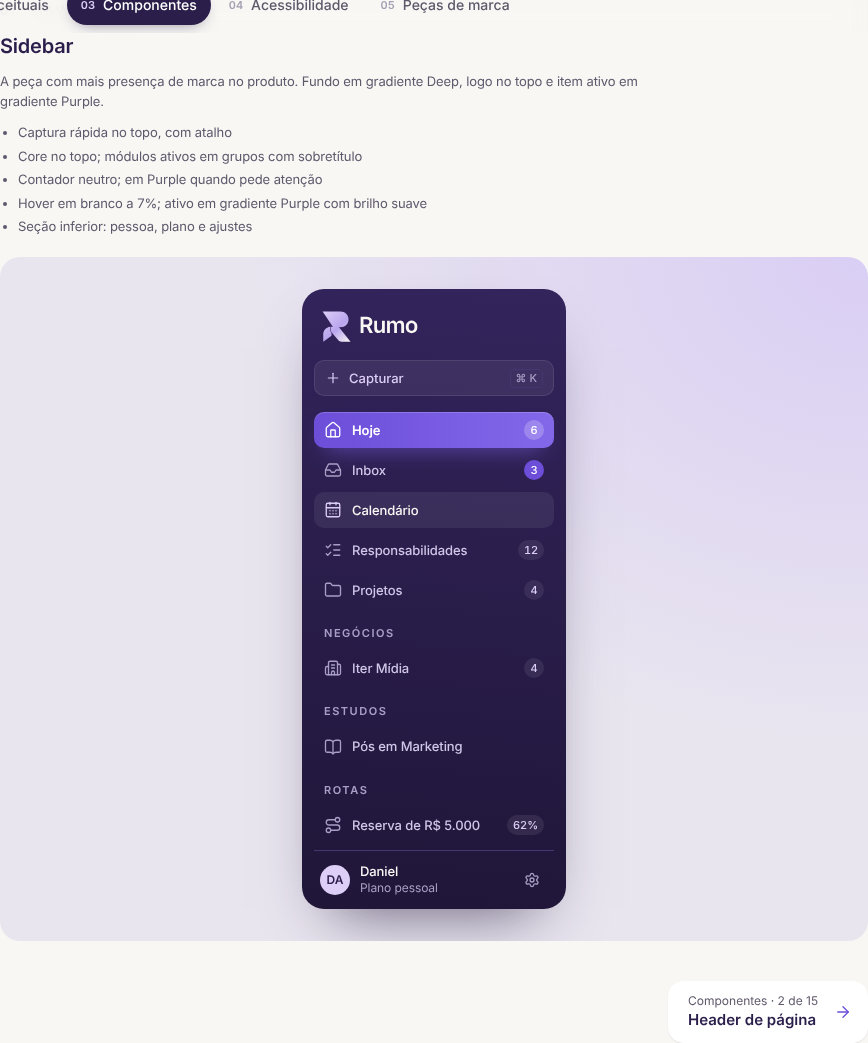 ceituais 03 Componentes 04 Acessibilidade 05 Peças de marca
Sidebar
A peça com mais presença de marca no produto. Fundo em gradiente Deep, logo no topo e item ativo em
gradiente Purple.
• Captura rápida no topo, com atalho
• Core no topo; módulos ativos em grupos com sobretítulo
• Contador neutro; em Purple quando pede atenção
• Hover em branco a 7%; ativo em gradiente Purple com brilho suave
• Seção inferior: pessoa, plano e ajustes
Rumo
Capturar ⌘ K
Hoje 6
Inbox 3
Calendário
Responsabilidades 12
Projetos 4
NEGÓCIOS
Iter Mídia 4
ESTUDOS
Pós em Marketing
ROTAS
Reserva de R$ 5.000 62%
DA Daniel
Plano pessoal
Componentes · 2 de 15
Header de página